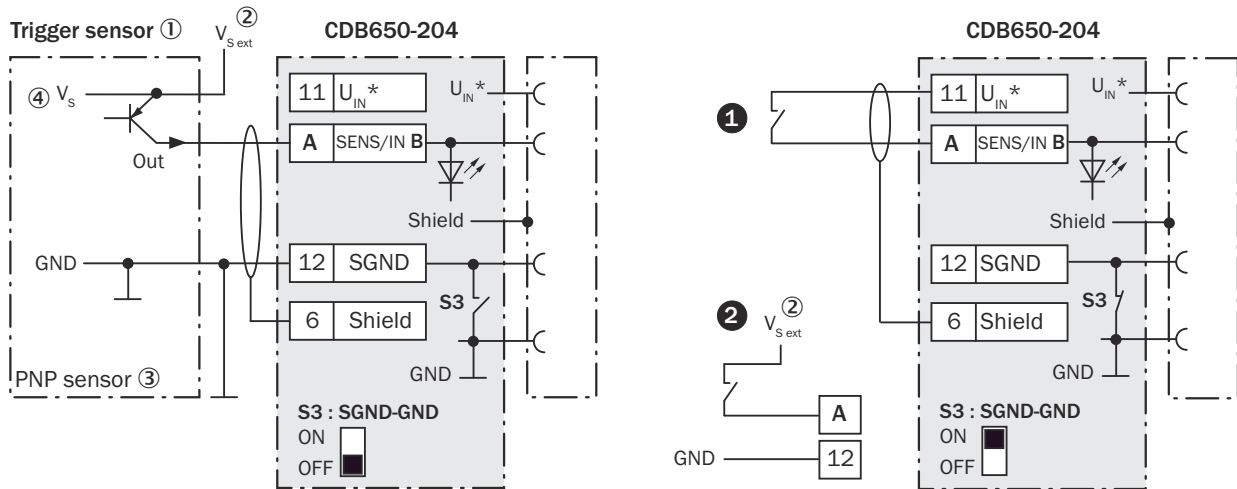 Trigger sensor ①
V S ext ②
CDB650-204
④ V S
11 U IN *
U IN *
A SENS/IN B
Out
Shield
GND
12 SGND
S3
6 Shield
GND
PNP sensor ③
S3 : SGND-GND
ON
OFF
CDB650-204
11 U IN *
U IN *
❶
A SENS/IN B
Shield
12 SGND
S3
❷ V S ext ②
6 Shield
GND
A
S3 : SGND-GND
ON
GND
12
OFF